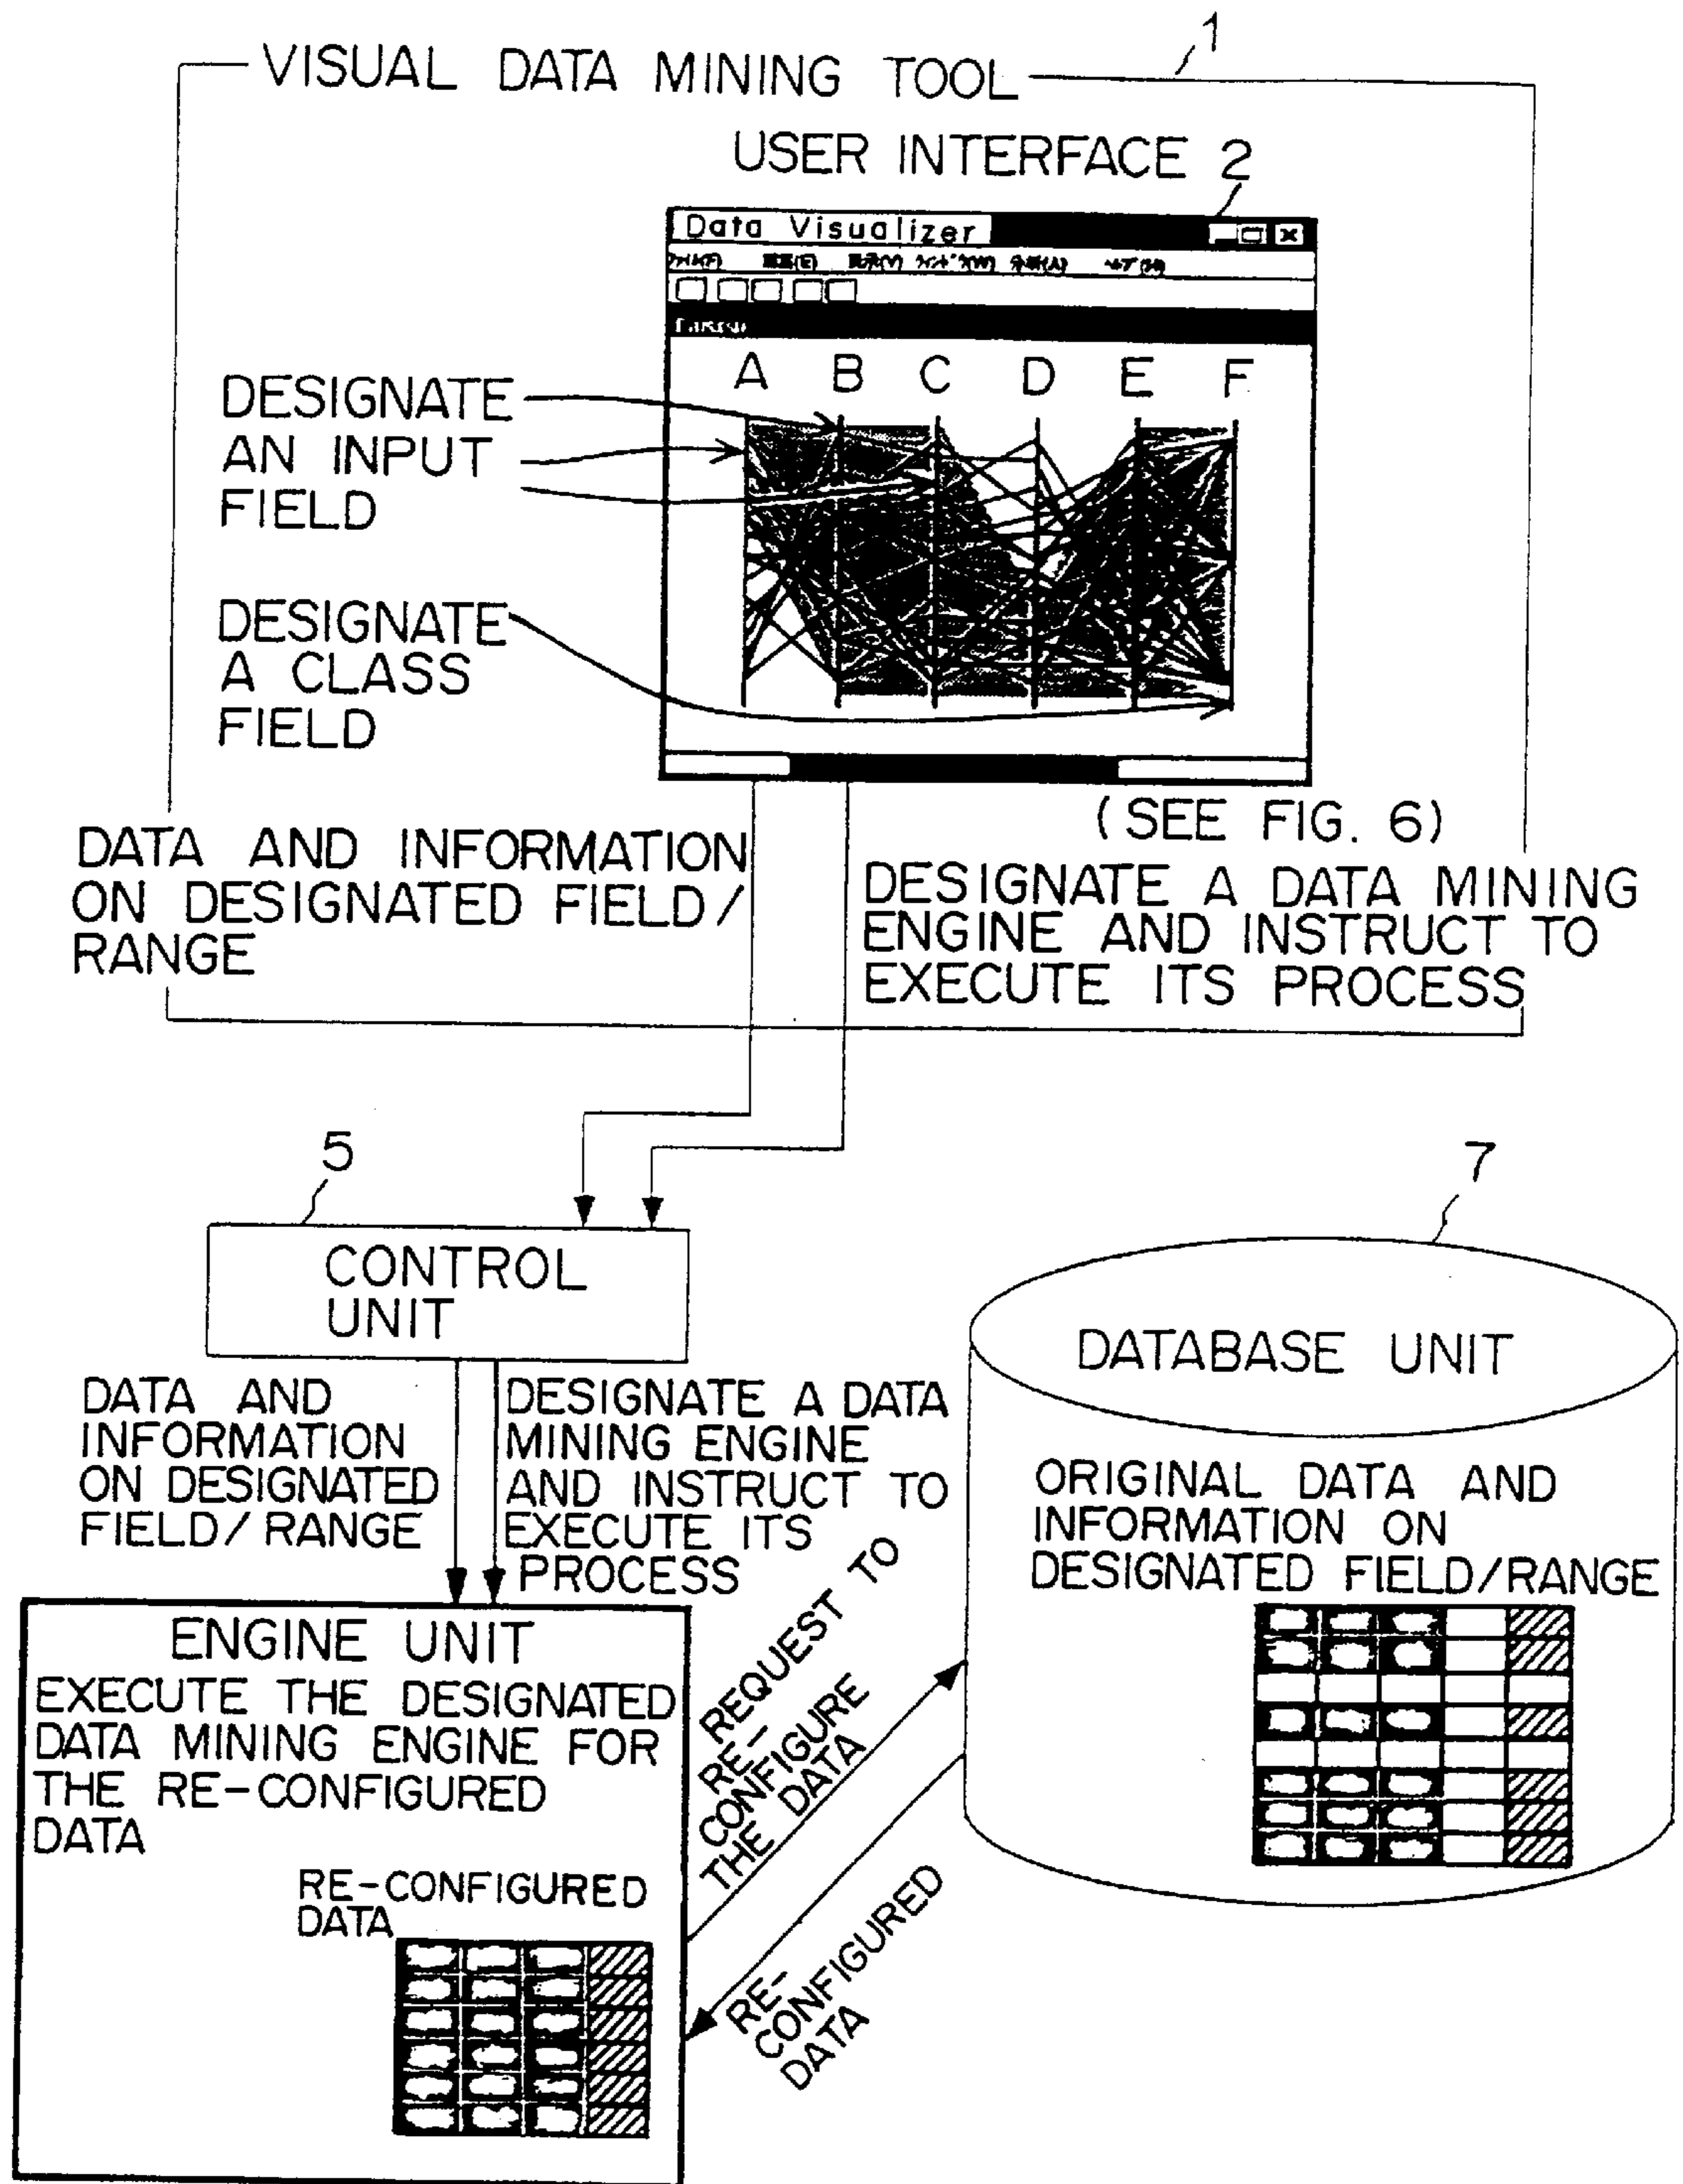 1
VISUAL DATA MINING TOOL
USER INTERFACE 2
Data Visualizer
A B C D E F
DESIGNATE
AN INPUT
FIELD
DESIGNATE
A CLASS
FIELD
(SEE FIG. 6)
DATA AND INFORMATION
ON DESIGNATED FIELD/
RANGE
DESIGNATE A DATA MINING
ENGINE AND INSTRUCT TO
EXECUTE ITS PROCESS
5
CONTROL
UNIT
7
DATABASE UNIT
DATA AND
INFORMATION
ON DESIGNATED
FIELD/RANGE
DESIGNATE A DATA
MINING ENGINE
AND INSTRUCT TO
EXECUTE ITS
PROCESS
ORIGINAL DATA AND
INFORMATION ON
DESIGNATED FIELD/RANGE
ENGINE UNIT
EXECUTE THE DESIGNATED
DATA MINING ENGINE FOR
THE RE-CONFIGURED
DATA
RE-CONFIGURED
DATA
REQUEST TO
RE-
CONFIGURE
THE DATA
RE-
CONFIGURED
DATA